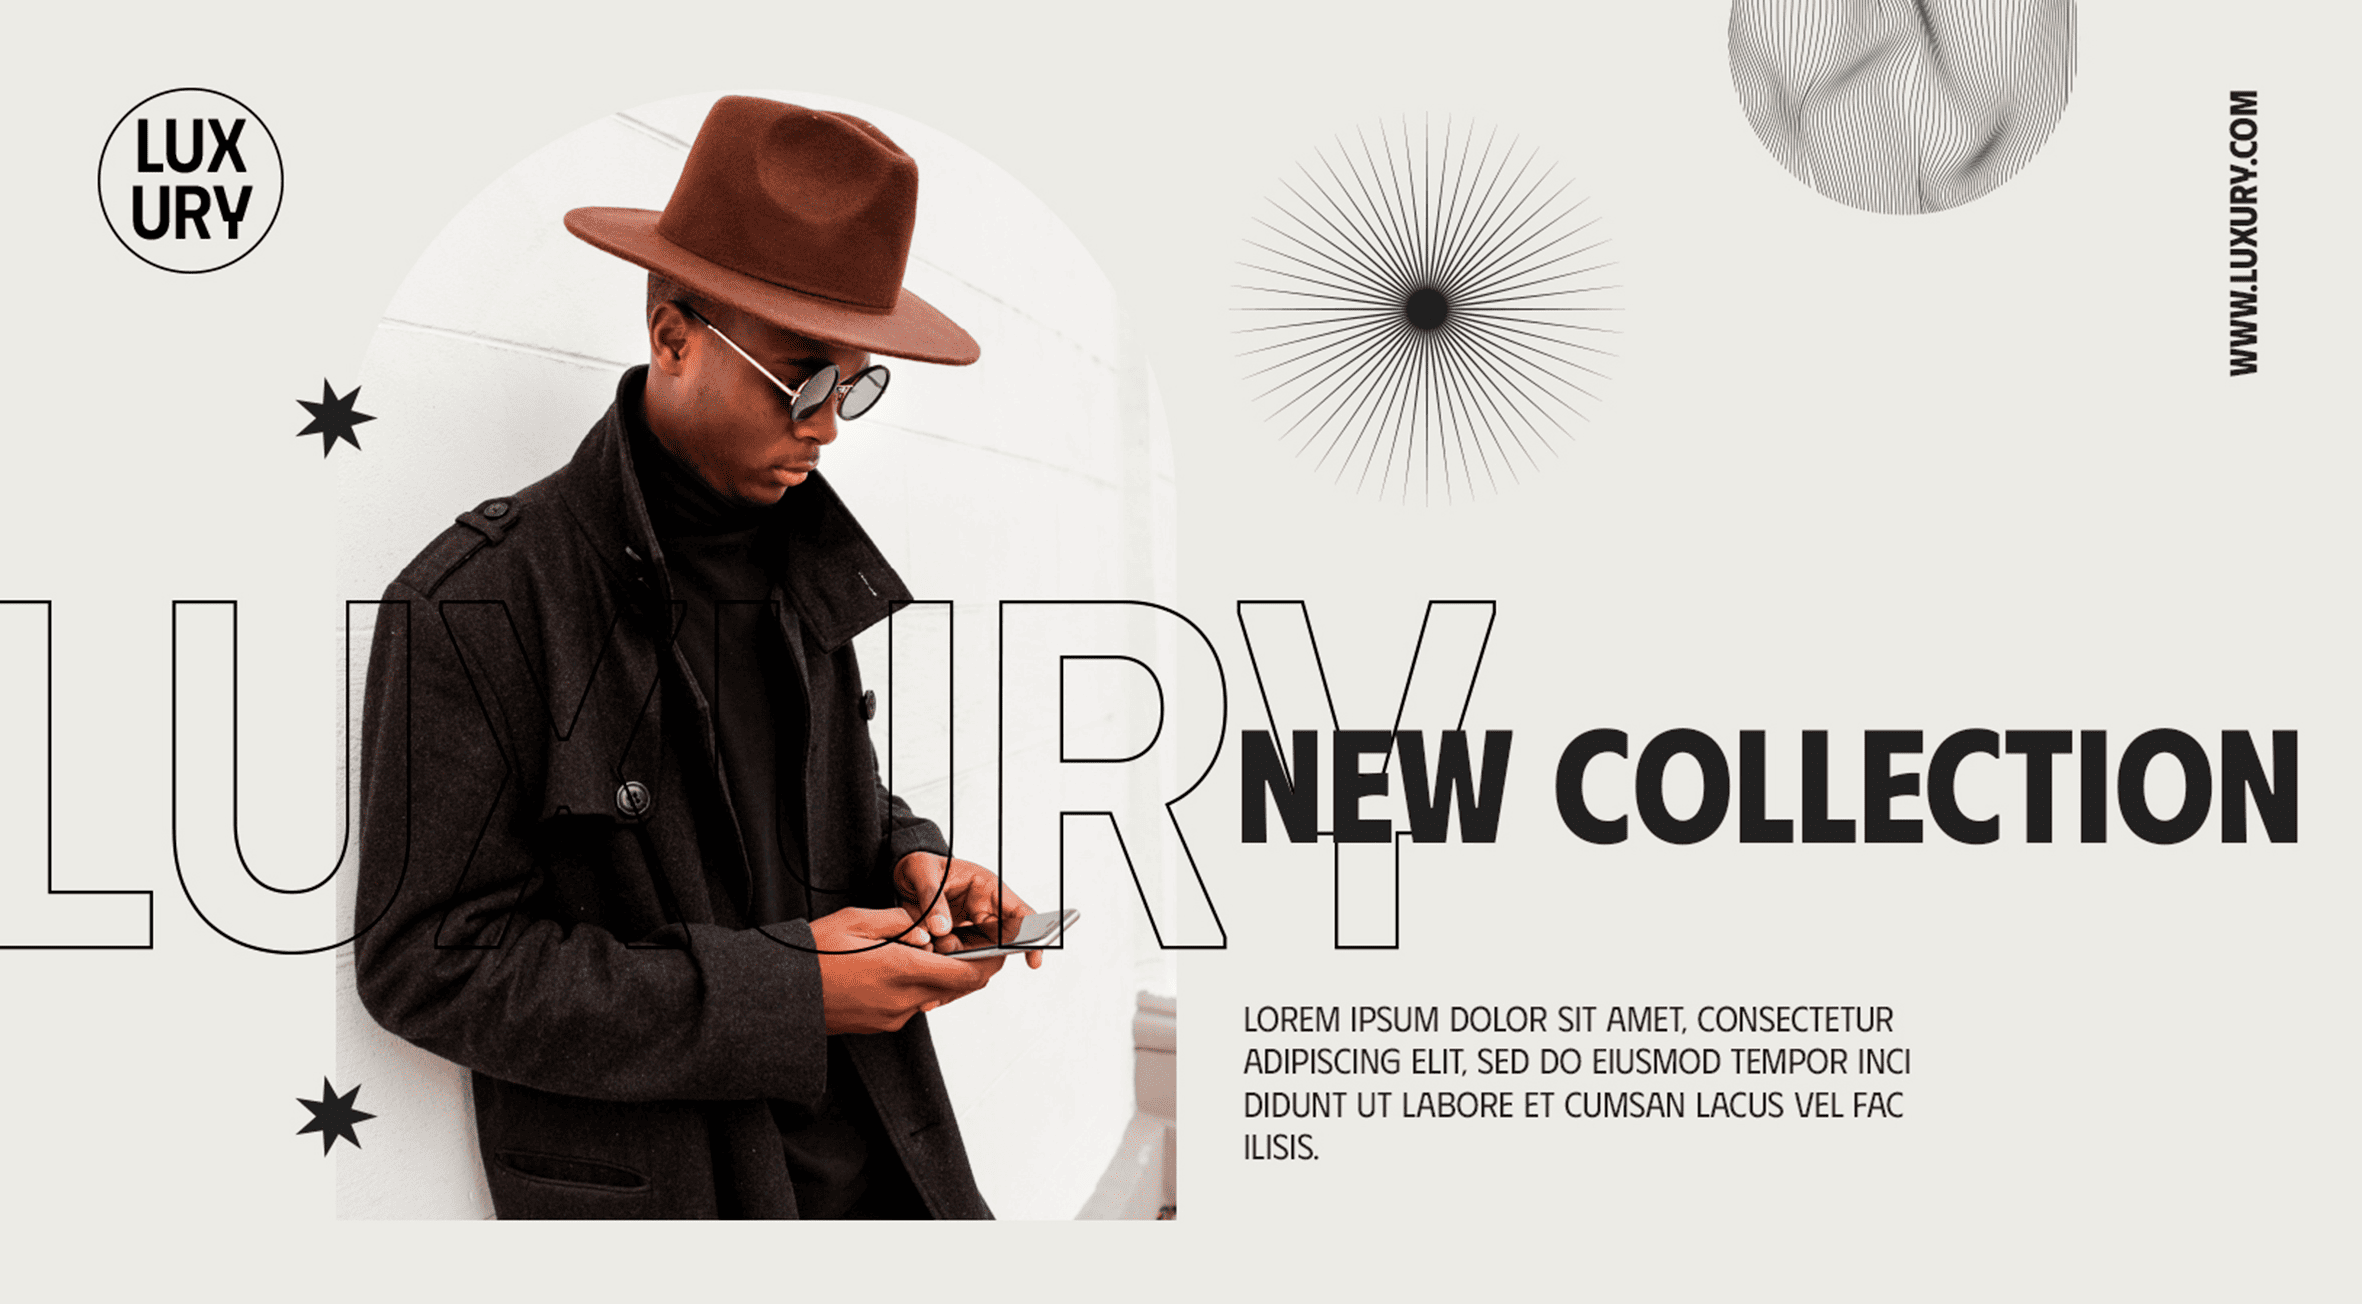 LUX
URY
WWW.LUXURY.COM
LUXURY
NEW COLLECTION
LOREM IPSUM DOLOR SIT AMET, CONSECTETUR
ADIPISCING ELIT, SED DO EIUSMOD TEMPOR INCI
DIDUNT UT LABORE ET CUMSAN LACUS VEL FAC
ILISIS.